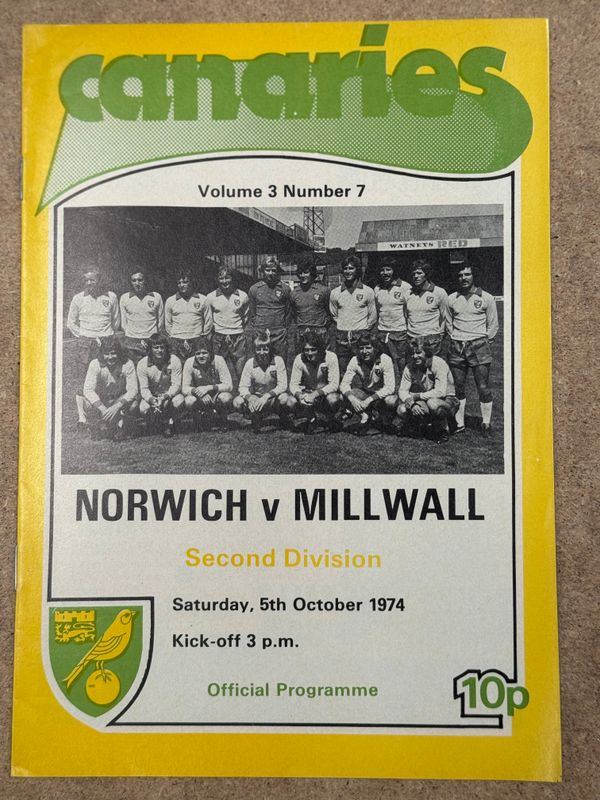 canaries
Volume 3 Number 7
WATNEYS RED
NORWICH v MILLWALL
Second Division
Saturday, 5th October 1974
Kick-off 3 p.m.
Official Programme
10p